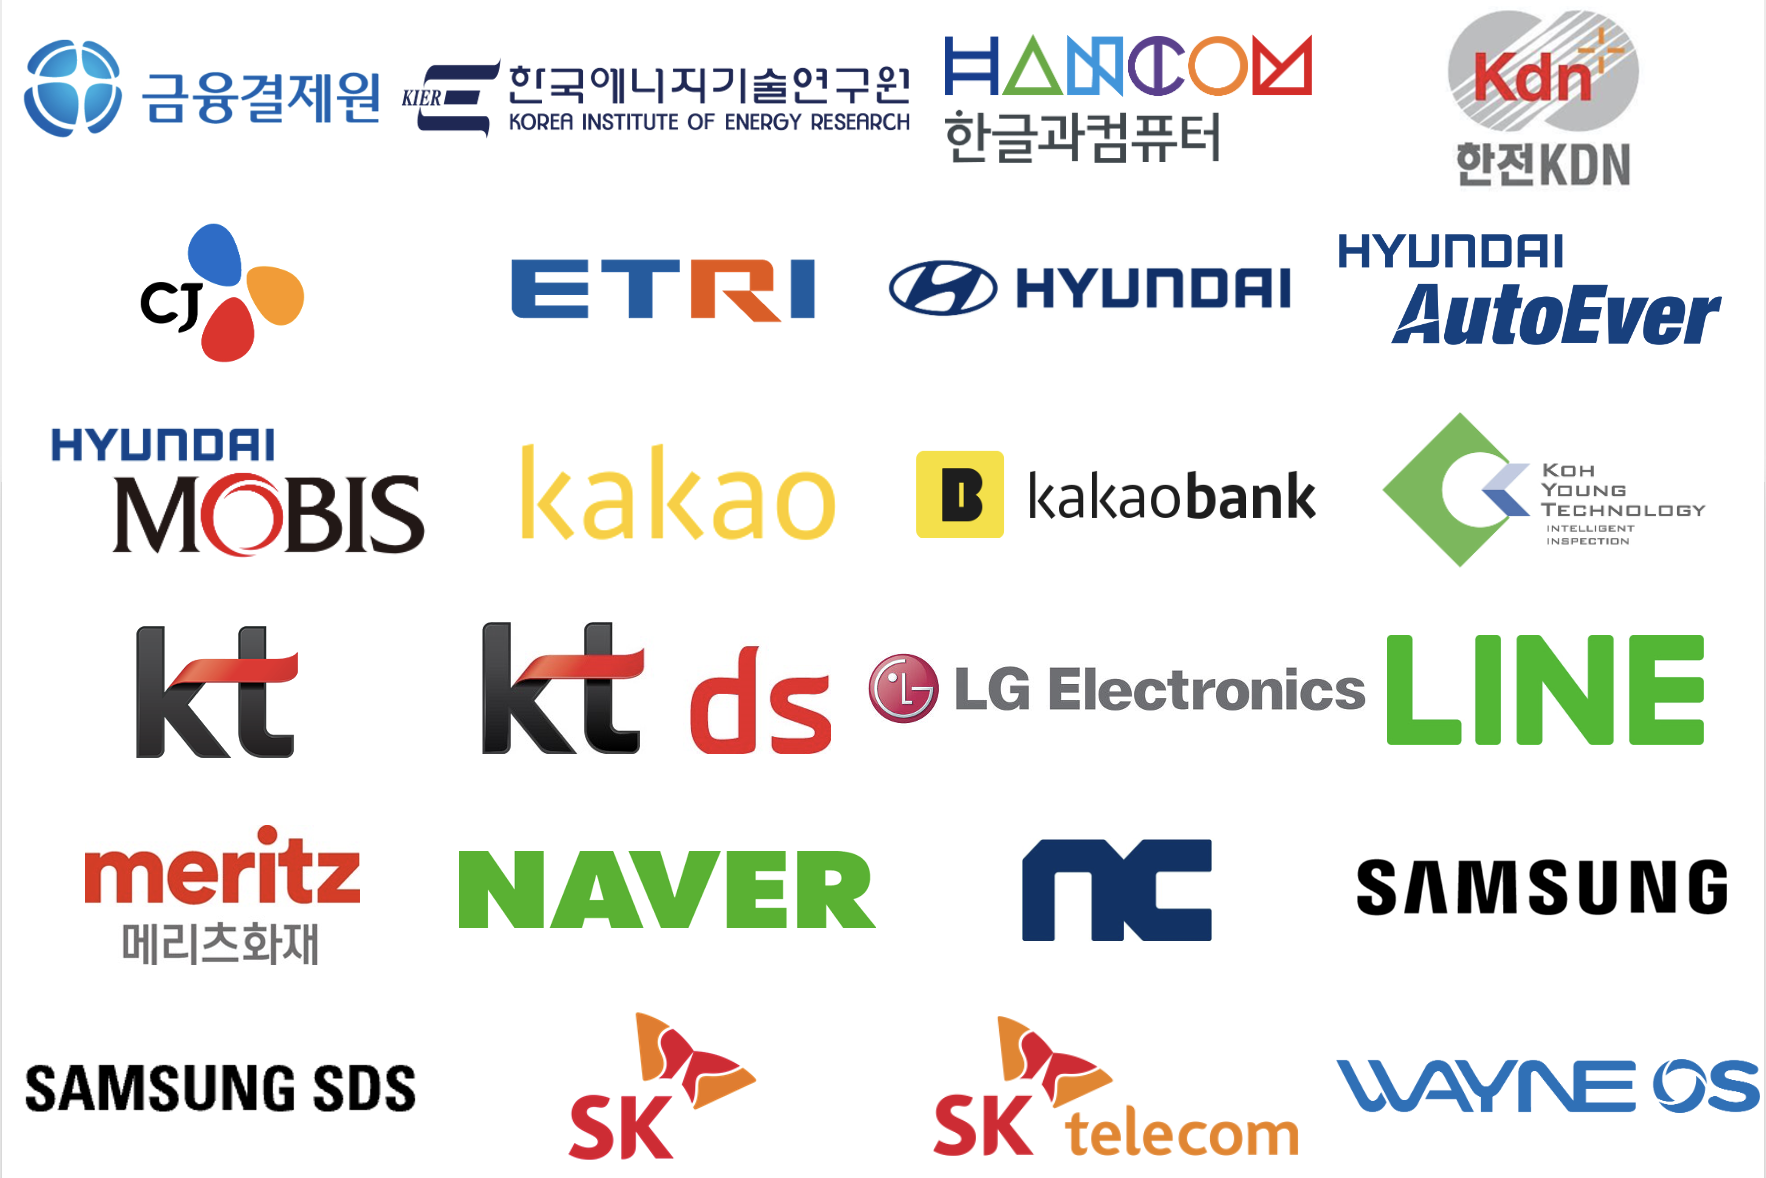 금융결제원
KIER 한국에너지기술연구원
KOREA INSTITUTE OF ENERGY RESEARCH
HANCOM
한글과컴퓨터
Kdn
한전KDN
CJ
ETRI
HYUNDAI
HYUNDAI
AutoEver
HYUNDAI
MOBIS
kakao
B kakaobank
KOH
YOUNG
TECHNOLOGY
INTELLIGENT
INSPECTION
kt
kt ds
LG LG Electronics
LINE
meritz
메리츠화재
NAVER
nc
SAMSUNG
SAMSUNG SDS
SK
SK telecom
WAYNE OS